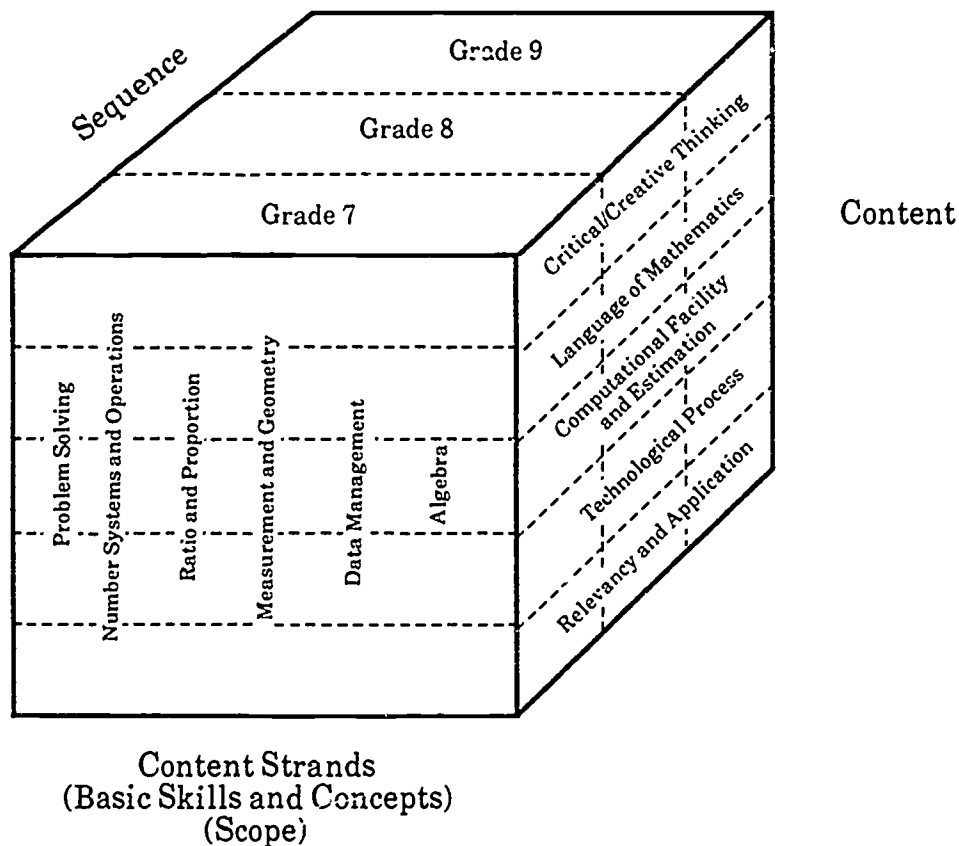 Sequence
Grade 9
Grade 8
Grade 7
Content
Critical/Creative Thinking
Language of Mathematics
Computational Facility
and Estimation
Technological Process
Relevancy and Application
Problem Solving
Number Systems and Operations
Ratio and Proportion
Measurement and Geometry
Data Management
Algebra
Content Strands
(Basic Skills and Concepts)
(Scope)